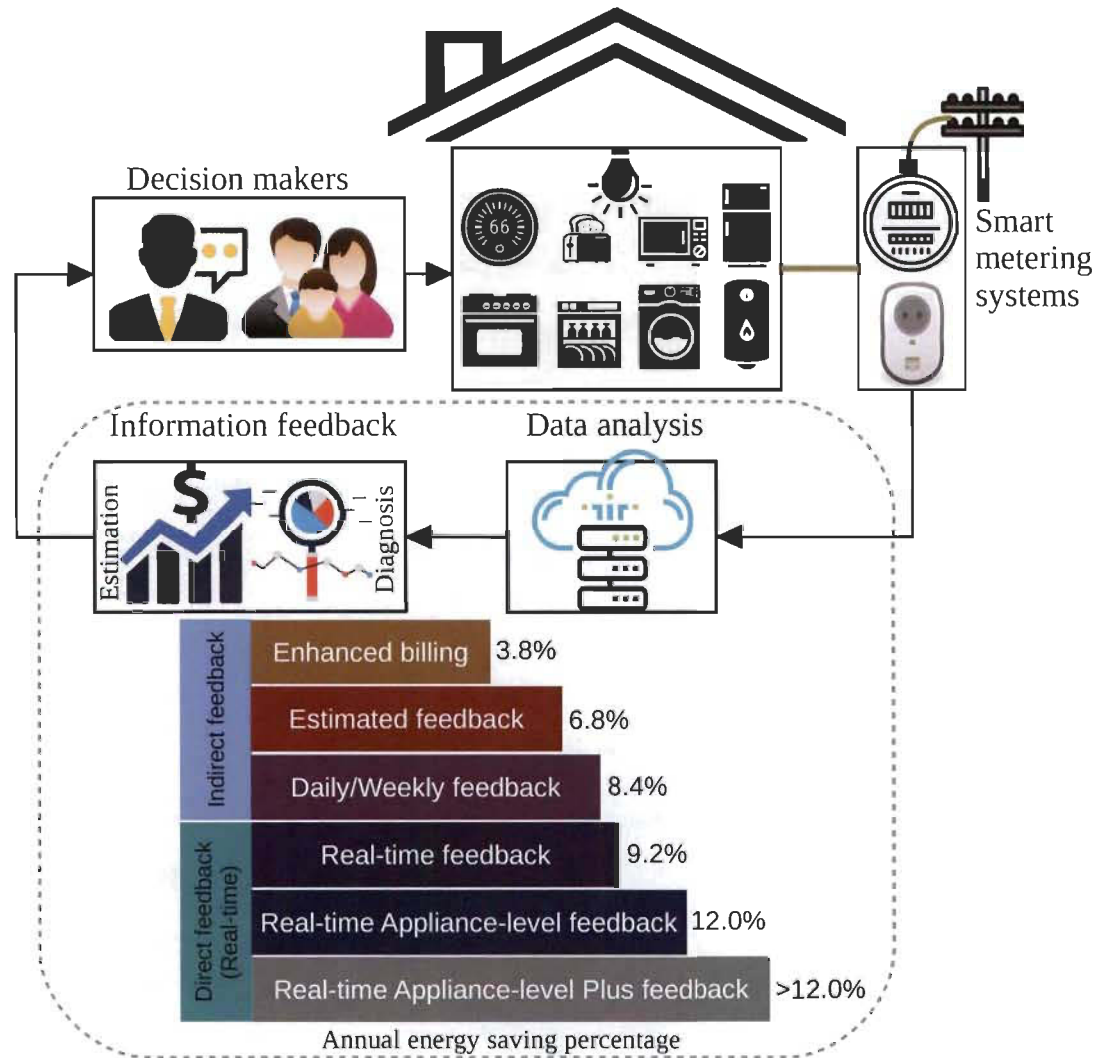 Decision makers
66
Smart
metering
systems
Information feedback
Data analysis
Estimation
$
Diagnosis
Indirect feedback
Enhanced billing 3.8%
Estimated feedback 6.8%
Daily/Weekly feedback 8.4%
Direct feedback
(Real-time)
Real-time feedback 9.2%
Real-time Appliance-level feedback 12.0%
Real-time Appliance-level Plus feedback >12.0%
Annual energy saving percentage